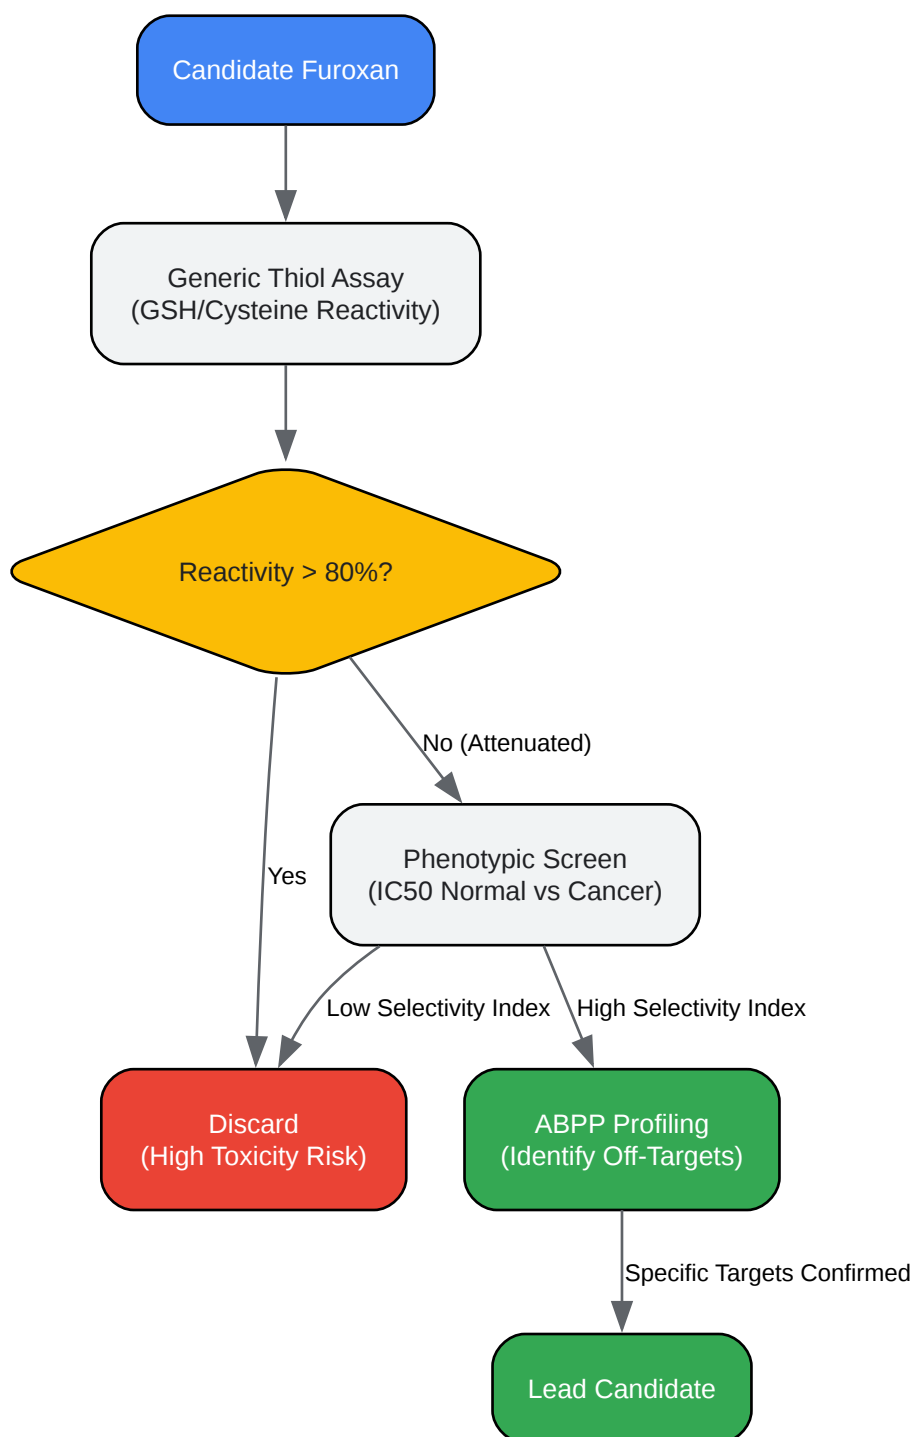 Candidate Furoxan
Generic Thiol Assay
(GSH/Cysteine Reactivity)
Reactivity > 80%?
No (Attenuated)
Phenotypic Screen
(IC50 Normal vs Cancer)
Yes
Low Selectivity Index
High Selectivity Index
Discard
(High Toxicity Risk)
ABPP Profiling
(Identify Off-Targets)
Specific Targets Confirmed
Lead Candidate